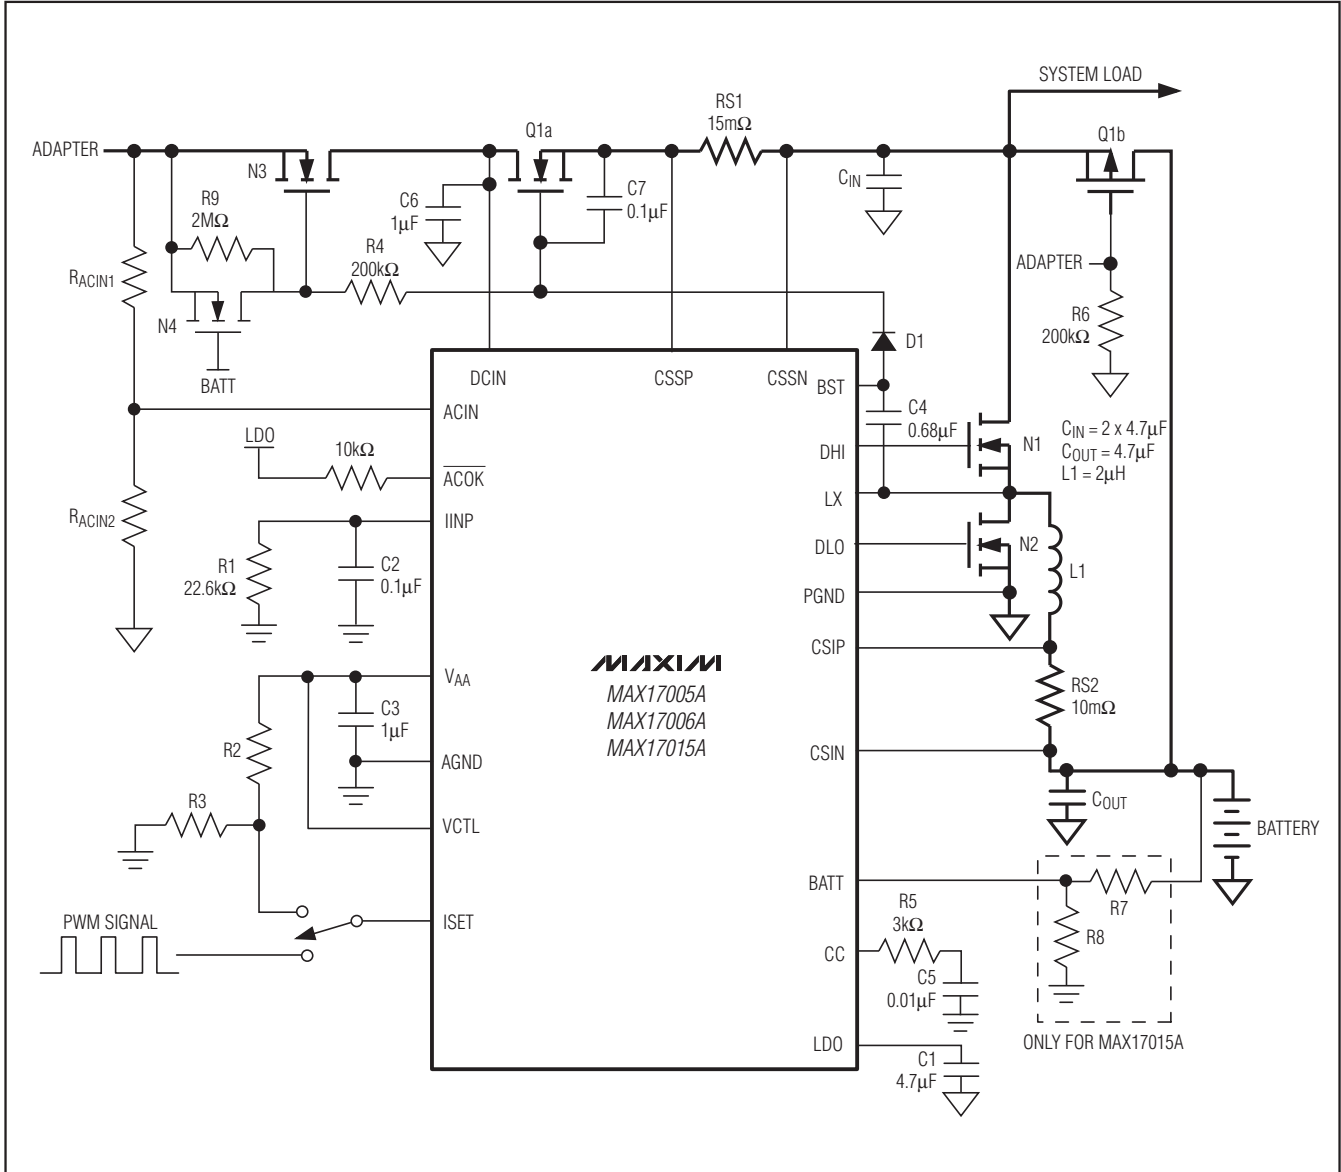 SYSTEM LOAD
RS1
15mΩ
Q1a
Q1b
ADAPTER
N3
C7
0.1µF
CIN
C6
1µF
R9
2MΩ
R4
200kΩ
ADAPTER
RACIN1
N4
R6
200kΩ
D1
BATT
DCIN
CSSP
CSSN
BST
ACIN
C4
0.68µF
LDO
10kΩ
ACOK
DHI
N1
CIN = 2 x 4.7µF
COUT = 4.7µF
L1 = 2µH
LX
RACIN2
IINP
DLO
N2
R1
22.6kΩ
C2
0.1µF
L1
PGND
CSIP
MAXIM
MAX17005A
MAX17006A
MAX17015A
VAA
RS2
10mΩ
C3
1µF
R2
AGND
CSIN
R3
COUT
VCTL
BATTERY
BATT
R7
R5
3kΩ
PWM SIGNAL
ISET
R8
CC
C5
0.01µF
LDO
ONLY FOR MAX17015A
C1
4.7µF